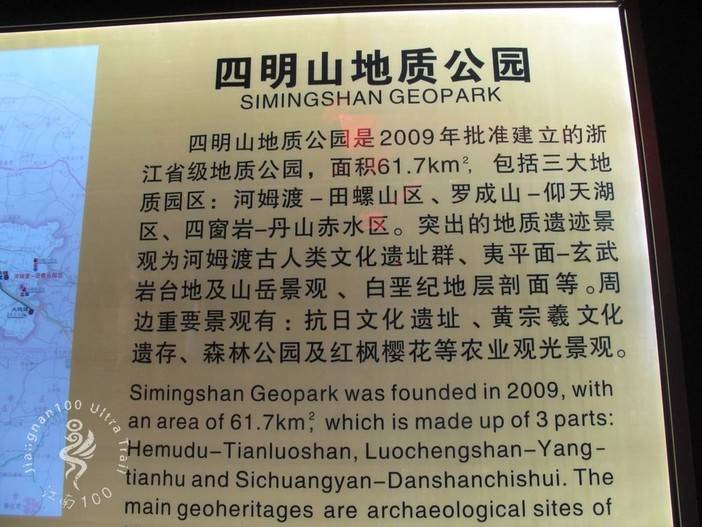 四明山地质公园
SIMINGSHAN GEOPARK
四明山地质公园是2009年批准建立的浙
江省级地质公园，面积61.7km²，包括三大地
质园区：河姆渡－田螺山区、罗成山－仰天湖
区、四窗岩－丹山赤水区。突出的地质遗迹景
观为河姆渡古人类文化遗址群、夷平面－玄武
岩台地及山岳景观、白垩纪地层剖面等。周
边重要景观有：抗日文化遗址、黄宗羲文化
遗存、森林公园及红枫樱花等农业观光景观。
Simingshan Geopark was founded in 2009, with
an area of 61.7km², which is made up of 3 parts:
Hemudu-Tianluoshan, Luochengshan-Yang-
tianhu and Sichuangyan-Danshanchishui. The
main geoheritages are archaeological sites of
Jiangnan100 Ultra Trail
江南100